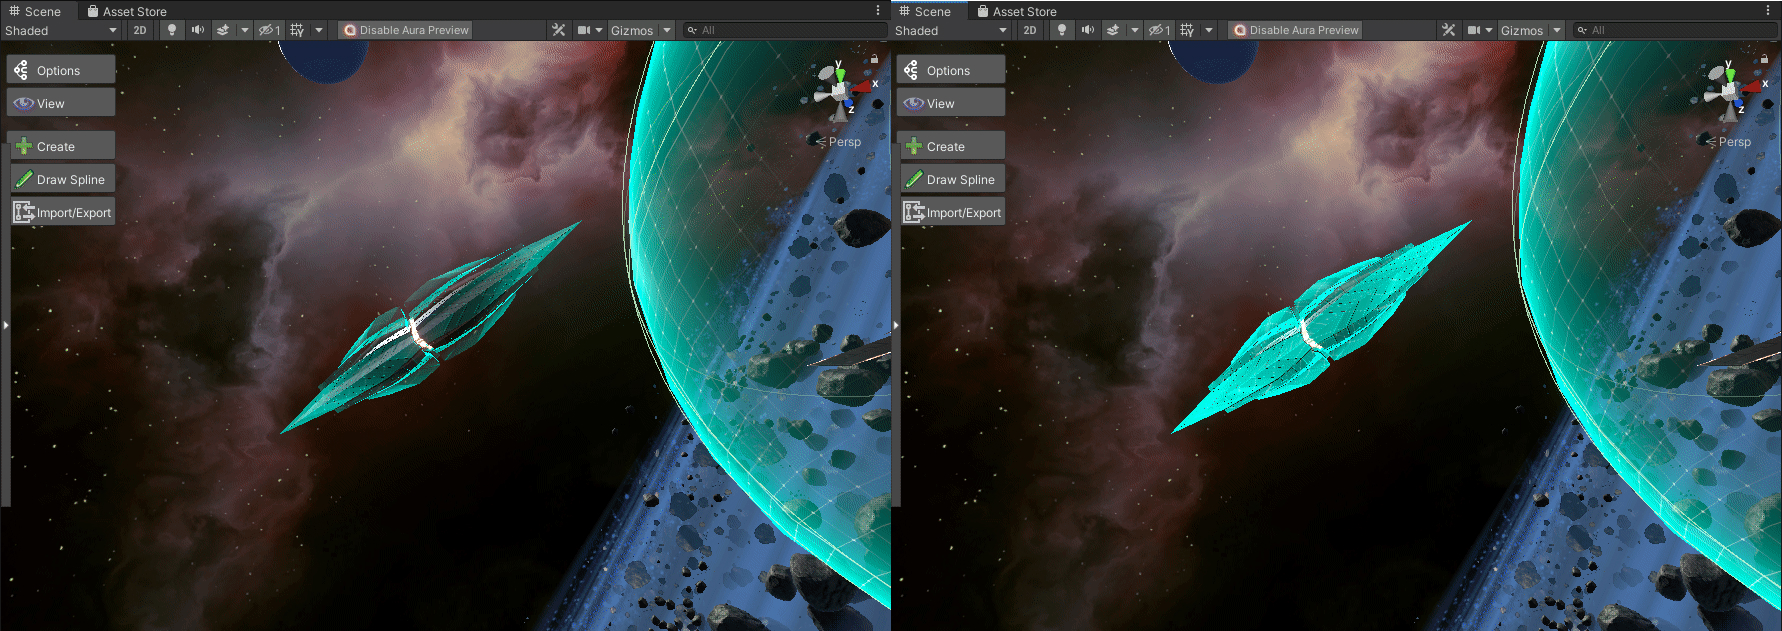 Scene Asset Store
Shaded 2D 1 Disable Aura Preview Gizmos All
Options
View
Create
Draw Spline
Import/Export
y
x
z
Persp
Scene Asset Store
Shaded 2D 1 Disable Aura Preview Gizmos All
Options
View
Create
Draw Spline
Import/Export
y
x
z
Persp